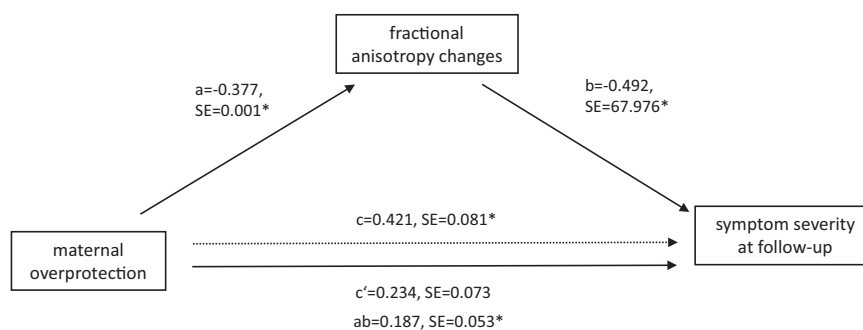 fractional
anisotropy changes
a=-0.377,
SE=0.001*
b=-0.492,
SE=67.976*
maternal
overprotection
c=0.421, SE=0.081*
symptom severity
at follow-up
c‘=0.234, SE=0.073
ab=0.187, SE=0.053*